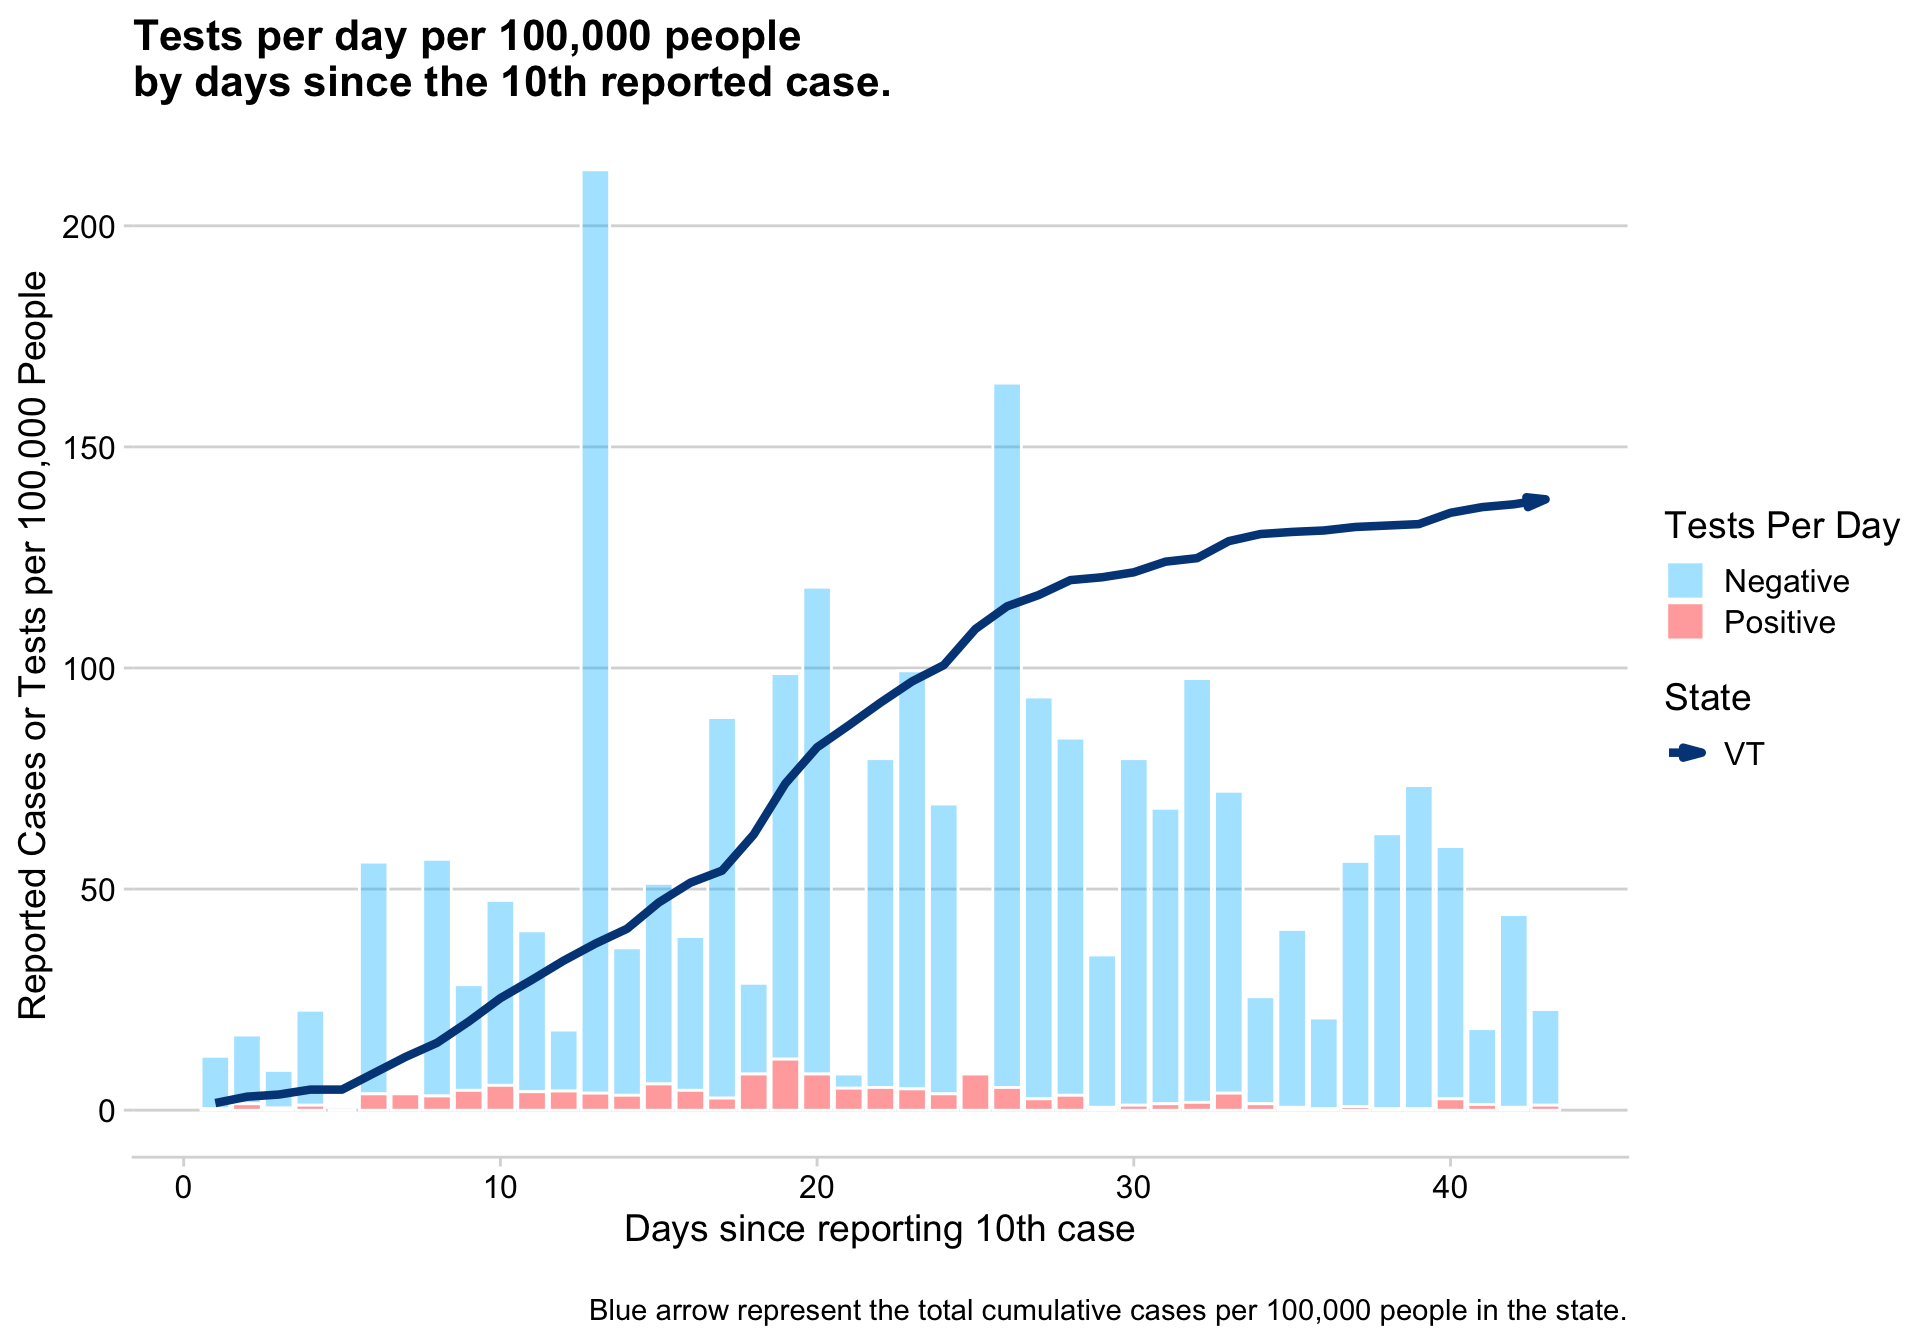 Tests per day per 100,000 people
by days since the 10th reported case.
Reported Cases or Tests per 100,000 People
200
150
100
50
0
0
10
20
30
40
Days since reporting 10th case
Tests Per Day
Negative
Positive
State
VT
Blue arrow represent the total cumulative cases per 100,000 people in the state.